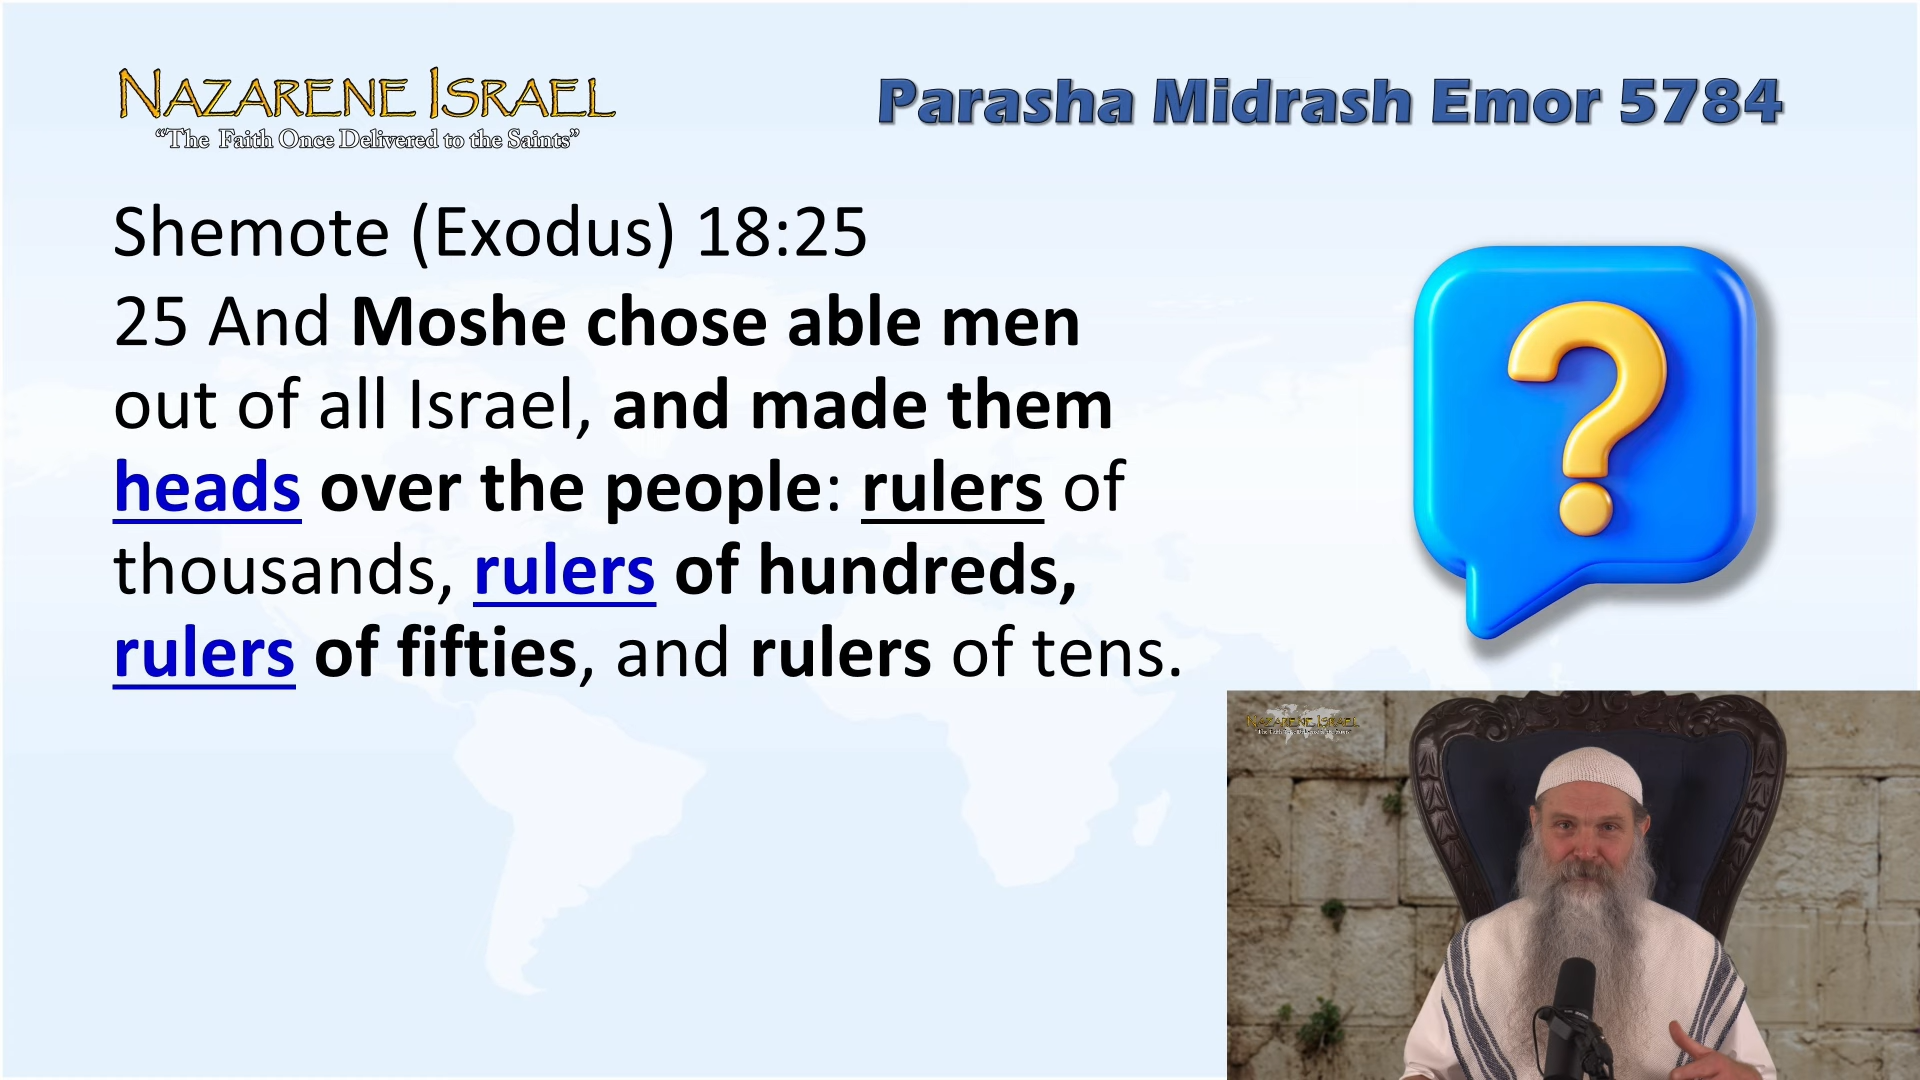 NAZARENE ISRAEL
“The Faith Once Delivered to the Saints”
Parasha Midrash Emor 5784
Shemote (Exodus) 18:25
25 And Moshe chose able men
out of all Israel, and made them
heads over the people: rulers of
thousands, rulers of hundreds,
rulers of fifties, and rulers of tens.
?
NAZARENE ISRAEL